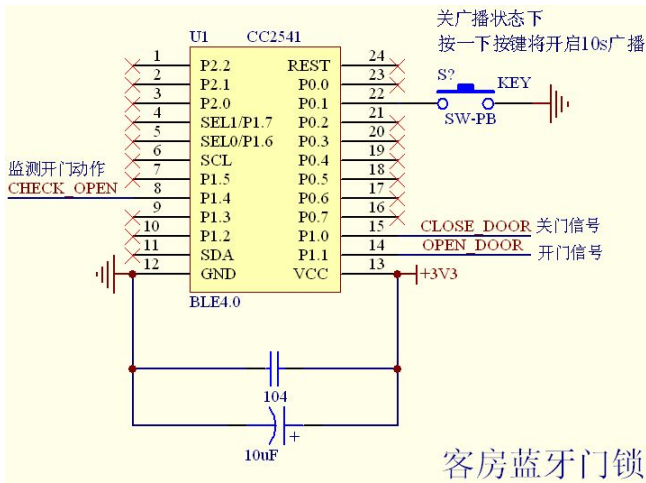 关广播状态下
按一下按键将开启10s广播
U1 CC2541
1 P2.2 REST 24
2 P2.1 P0.0 23
3 P2.0 P0.1 22
S? KEY
SW-PB
4 SEL1/P1.7 P0.2 21
5 SEL0/P1.6 P0.3 20
6 SCL P0.4 19
7 P1.5 P0.5 18
监测开门动作
CHECK_OPEN 8 P1.4 P0.6 17
9 P1.3 P0.7 16
10 P1.2 P1.0 15 CLOSE_DOOR 关门信号
11 SDA P1.1 14 OPEN_DOOR 开门信号
12 GND VCC 13 +3V3
BLE4.0
104
+
10uF
客房蓝牙门锁